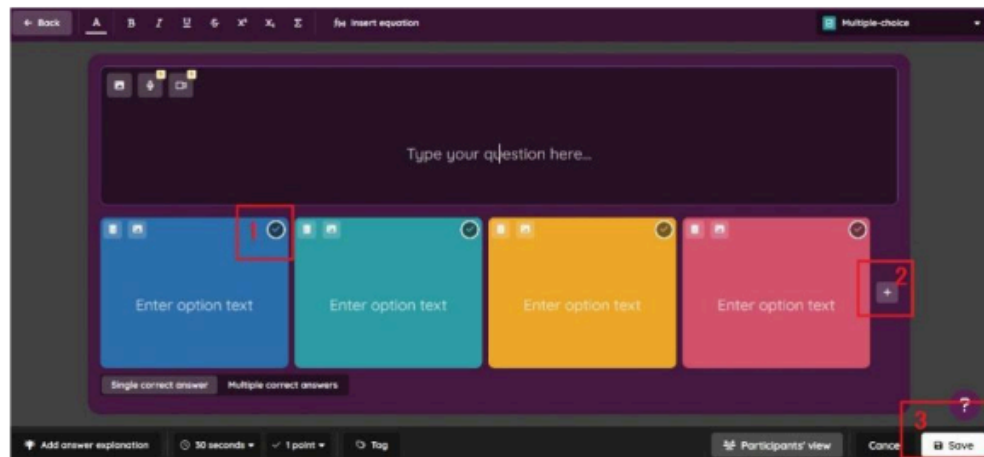 ← Back A B I U S X² X₂ Σ fx Insert equation Multiple-choice
Type your question here...
1
2
Enter option text Enter option text Enter option text Enter option text
Single correct answer Multiple correct answers
3
?
Add answer explanation 30 seconds 1 point Tag Participants' view Cance Save